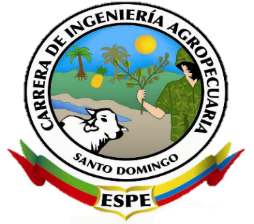 CARRERA DE INGENIERÍA AGROPECUARIA
SANTO DOMINGO
ESPE